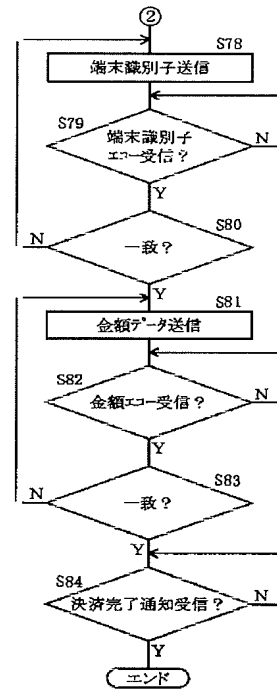 ②
S78
端末識別子送信
S79
端末識別子
エコー受信？
N
Y
S80
N
一致？
Y
S81
金額データ送信
S82
金額エコー受信？
N
Y
S83
N
一致？
Y
S84
決済完了通知受信？
N
Y
エンド